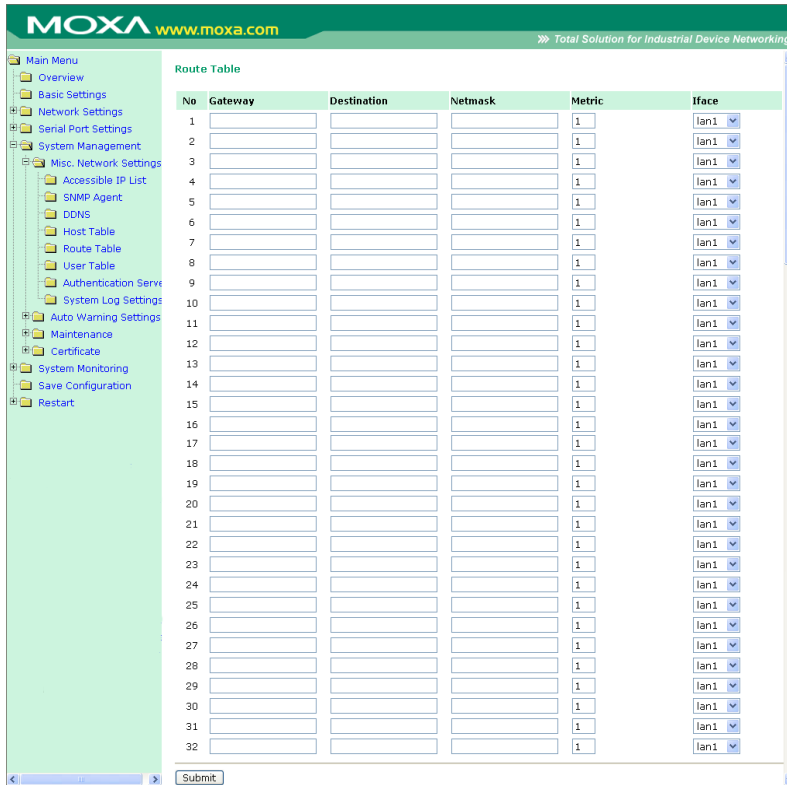 MOXA www.moxa.com
Total Solution for Industrial Device Networking
Main Menu
Overview
Basic Settings
Network Settings
Serial Port Settings
System Management
Misc. Network Settings
Accessible IP List
SNMP Agent
DDNS
Host Table
Route Table
User Table
Authentication Serve
System Log Settings
Auto Warning Settings
Maintenance
Certificate
System Monitoring
Save Configuration
Restart
Route Table
No Gateway Destination Netmask Metric Iface
1 1 lan1
2 1 lan1
3 1 lan1
4 1 lan1
5 1 lan1
6 1 lan1
7 1 lan1
8 1 lan1
9 1 lan1
10 1 lan1
11 1 lan1
12 1 lan1
13 1 lan1
14 1 lan1
15 1 lan1
16 1 lan1
17 1 lan1
18 1 lan1
19 1 lan1
20 1 lan1
21 1 lan1
22 1 lan1
23 1 lan1
24 1 lan1
25 1 lan1
26 1 lan1
27 1 lan1
28 1 lan1
29 1 lan1
30 1 lan1
31 1 lan1
32 1 lan1
Submit